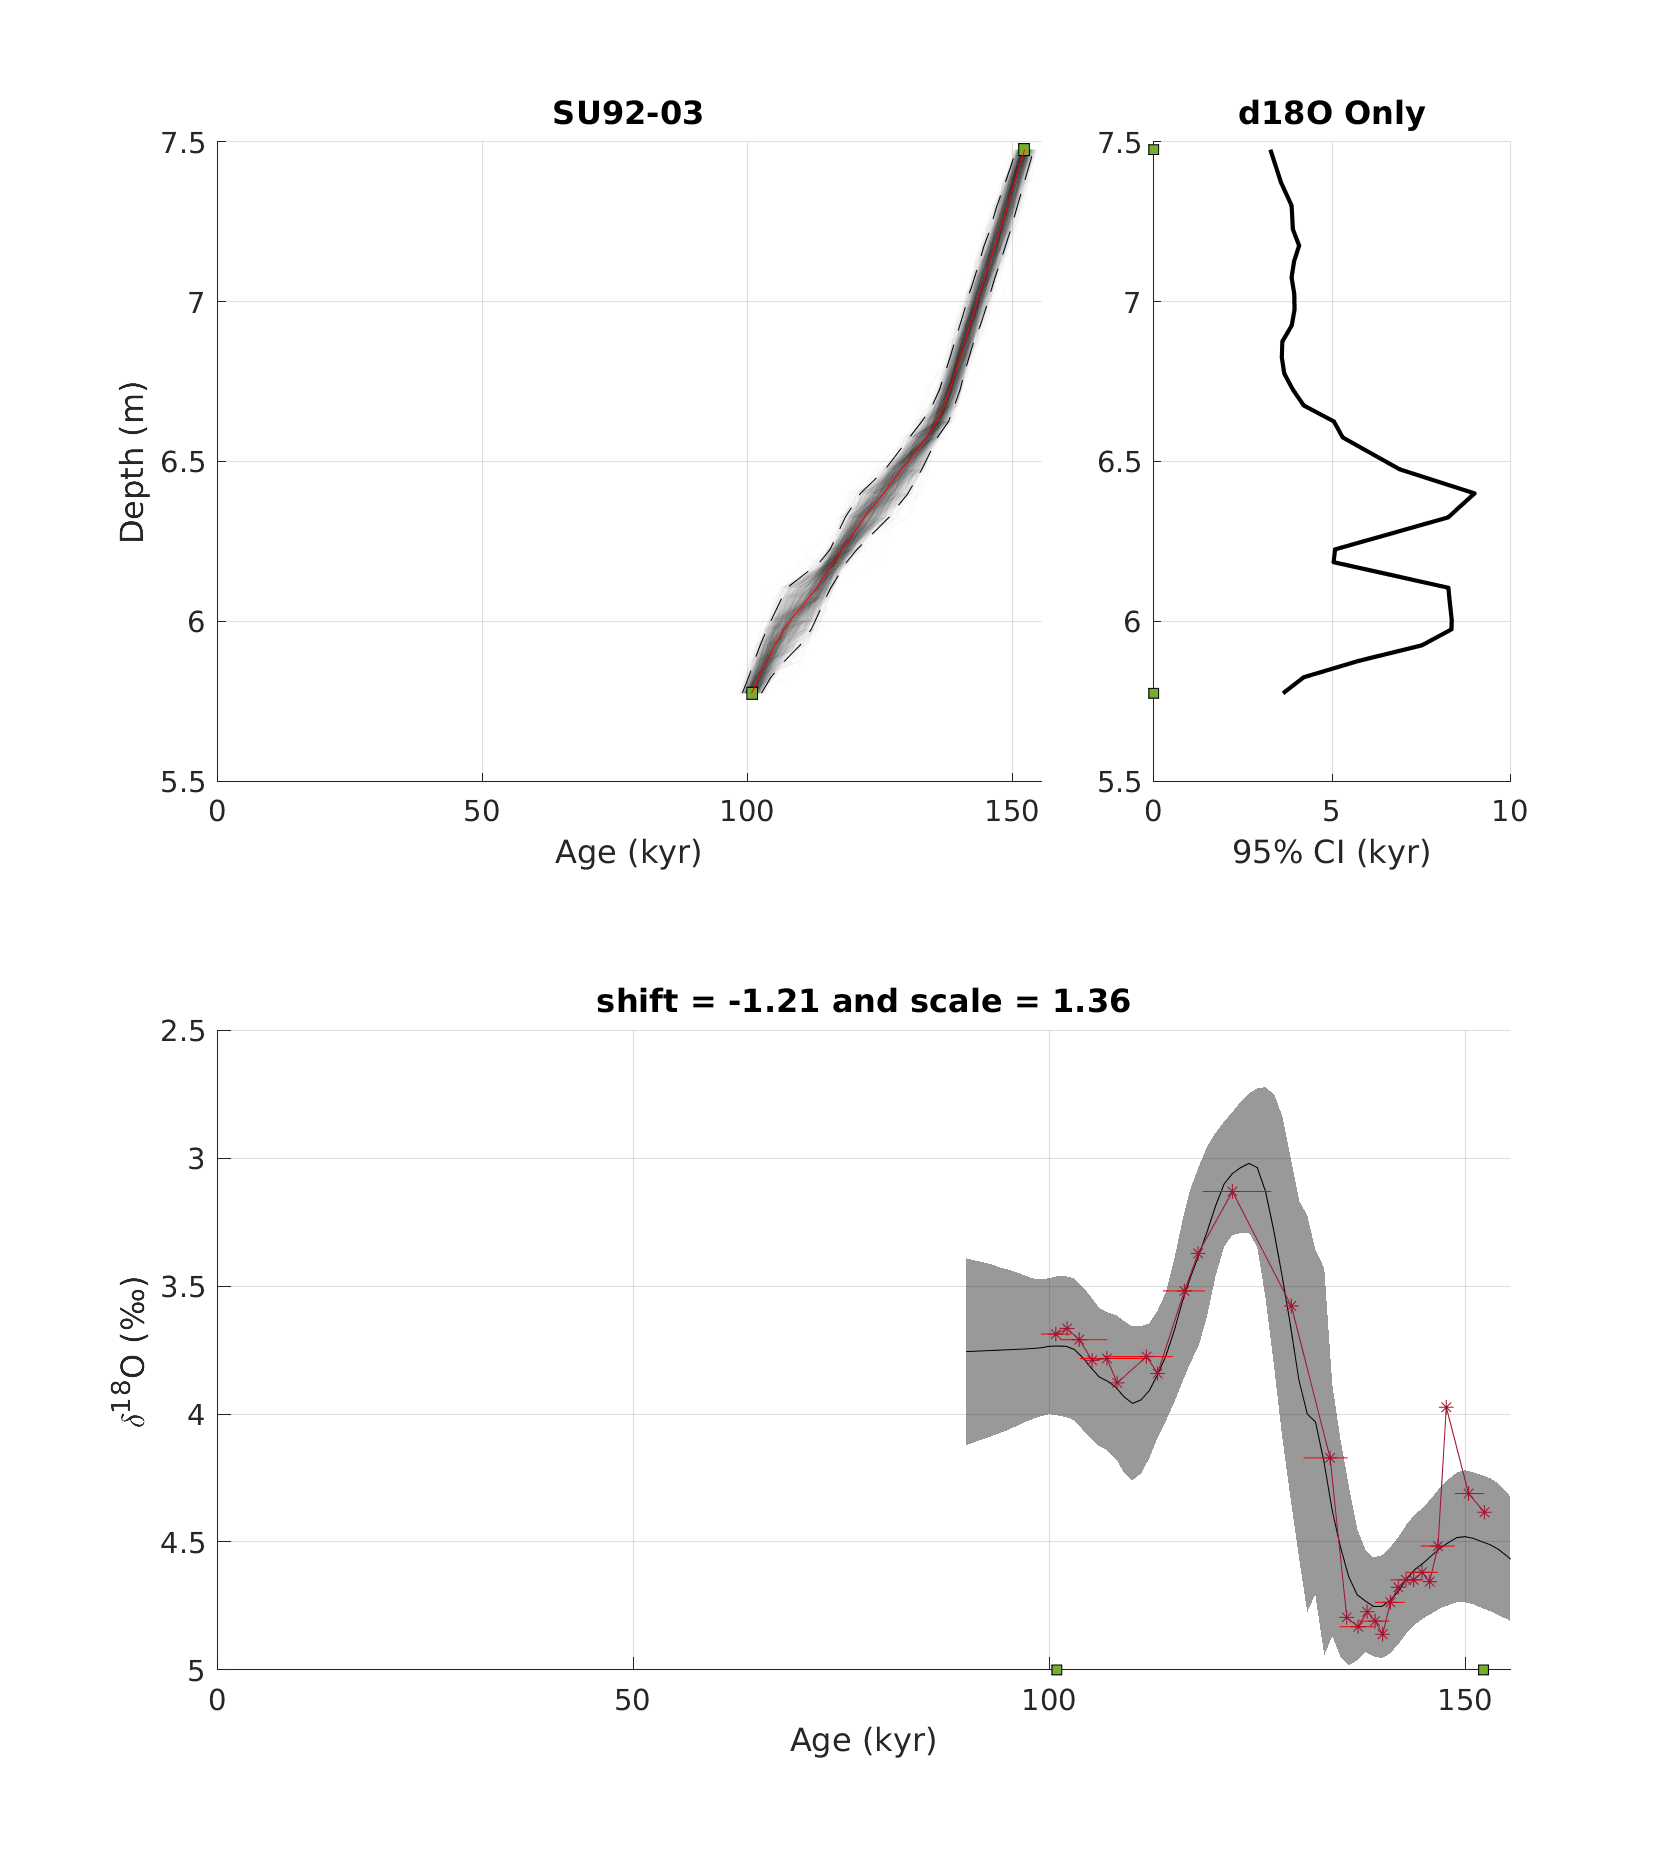 SU92-03
7.5
7
6.5
6
5.5
Depth (m)
0 50 100 150
Age (kyr)
d18O Only
7.5
7
6.5
6
5.5
0 5 10
95% CI (kyr)
shift = -1.21 and scale = 1.36
2.5
3
3.5
4
4.5
5
δ¹⁸O (‰)
0 50 100 150
Age (kyr)